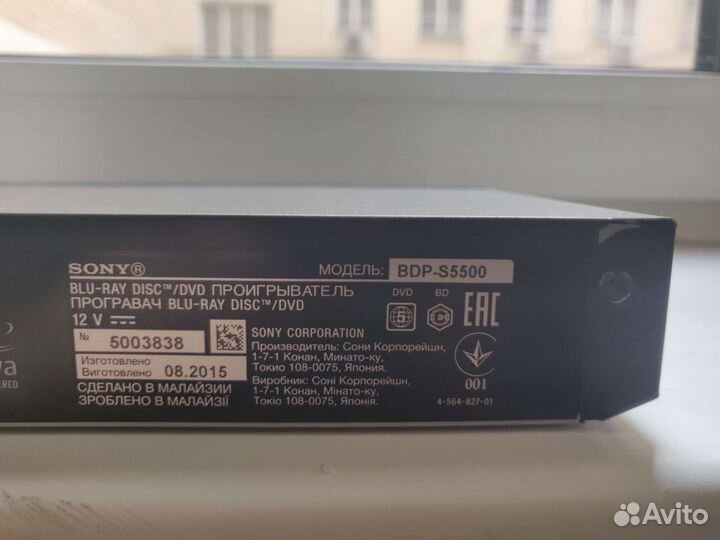 SONY®
МОДЕЛЬ: BDP-S5500
BLU-RAY DISC™/DVD ПРОИГРЫВАТЕЛЬ
ПРОГРАВАЧ BLU-RAY DISC™/DVD
12 V
DVD BD
5
EAC
№ 5003838
Изготовлено
Виготовлено 08.2015
СДЕЛАНО В МАЛАЙЗИИ
ЗРОБЛЕНО В МАЛАЙЗІЇ
SONY CORPORATION
Производитель: Сони Корпорейшн,
1-7-1 Конан, Минато-ку,
Токио 108-0075, Япония.
Виробник: Соні Корпорейшн,
1-7-1 Конан, Мінато-ку,
Токіо 108-0075, Японія.
001
4-564-827-01
Avito